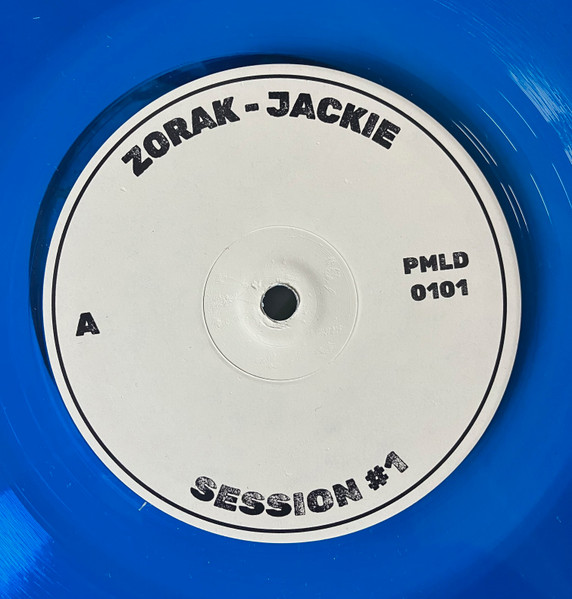 ZORAK - JACKIE
PMLD
0101
A
SESSION #1